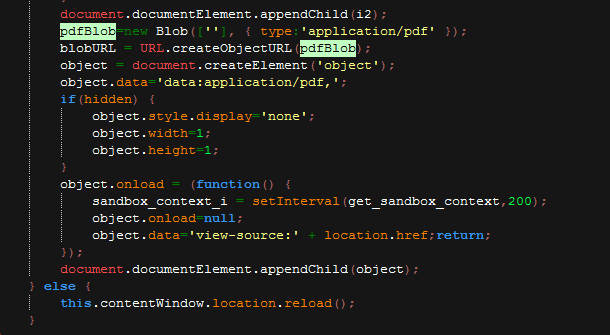 document.documentElement.appendChild(i2);
pdfBlob=new Blob([''], { type:'application/pdf' });
blobURL = URL.createObjectURL(pdfBlob);
object = document.createElement('object');
object.data='data:application/pdf,';
if(hidden) {
object.style.display='none';
object.width=1;
object.height=1;
}
object.onload = (function() {
sandbox_context_i = setInterval(get_sandbox_context,200);
object.onload=null;
object.data='view-source:' + location.href;return;
});
document.documentElement.appendChild(object);
} else {
this.contentWindow.location.reload();
}